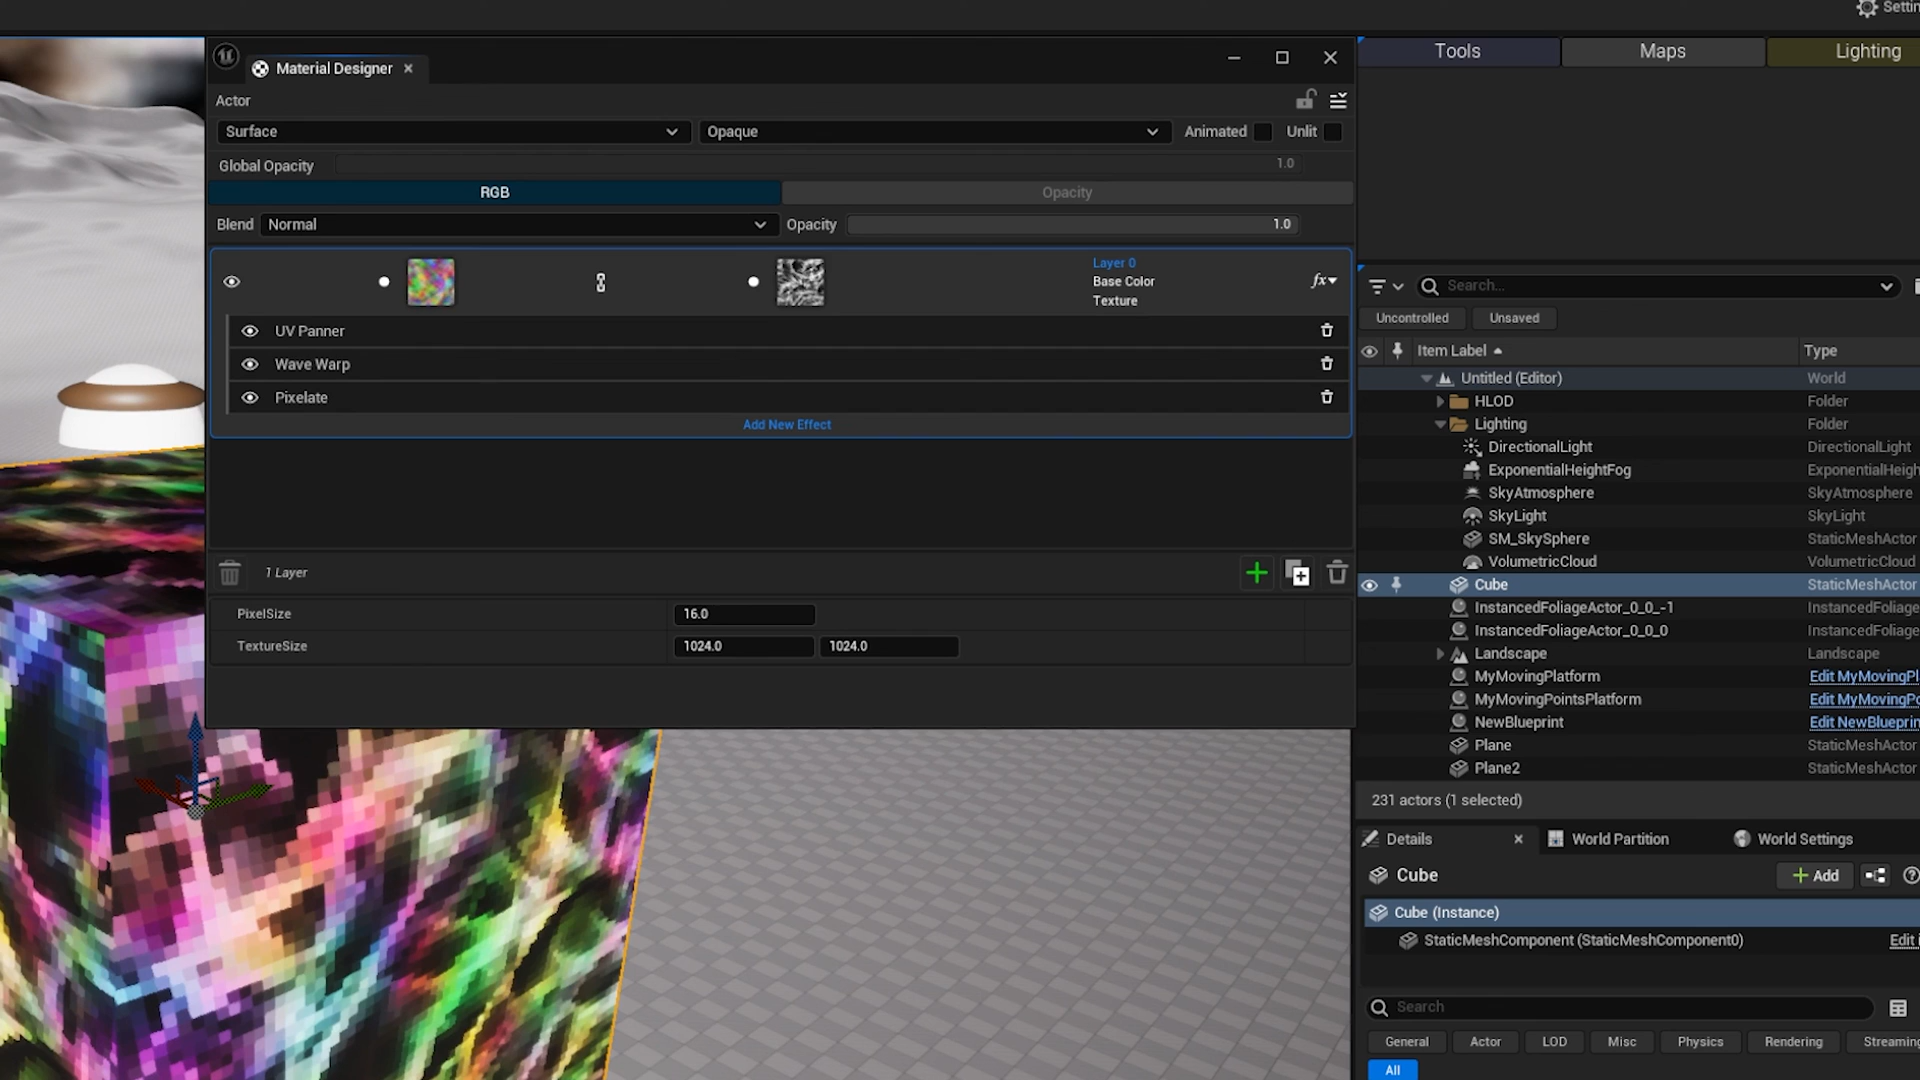 Tools
Maps
Lighting
Material Designer
Actor
Surface
Opaque
Animated
Unlit
Global Opacity
1.0
RGB
Opacity
Blend
Normal
Opacity
1.0
Layer 0
Base Color
Texture
fx
UV Panner
Wave Warp
Pixelate
Add New Effect
1 Layer
PixelSize
16.0
TextureSize
1024.0
1024.0
Search...
Uncontrolled
Unsaved
Item Label
Type
Untitled (Editor)
World
HLOD
Folder
Lighting
Folder
DirectionalLight
DirectionalLight
ExponentialHeightFog
ExponentialHeigh
SkyAtmosphere
SkyAtmosphere
SkyLight
SkyLight
SM_SkySphere
StaticMeshActor
VolumetricCloud
VolumetricCloud
Cube
StaticMeshActor
InstancedFoliageActor_0_0_-1
InstancedFoliage
InstancedFoliageActor_0_0_0
InstancedFoliage
Landscape
Landscape
MyMovingPlatform
Edit MyMovingPl
MyMovingPointsPlatform
Edit MyMovingPo
NewBlueprint
Edit NewBlueprin
Plane
StaticMeshActor
Plane2
StaticMeshActor
231 actors (1 selected)
Details
World Partition
World Settings
Cube
Add
Cube (Instance)
StaticMeshComponent (StaticMeshComponent0)
Edit i
Search
General
Actor
LOD
Misc
Physics
Rendering
Streaming
All